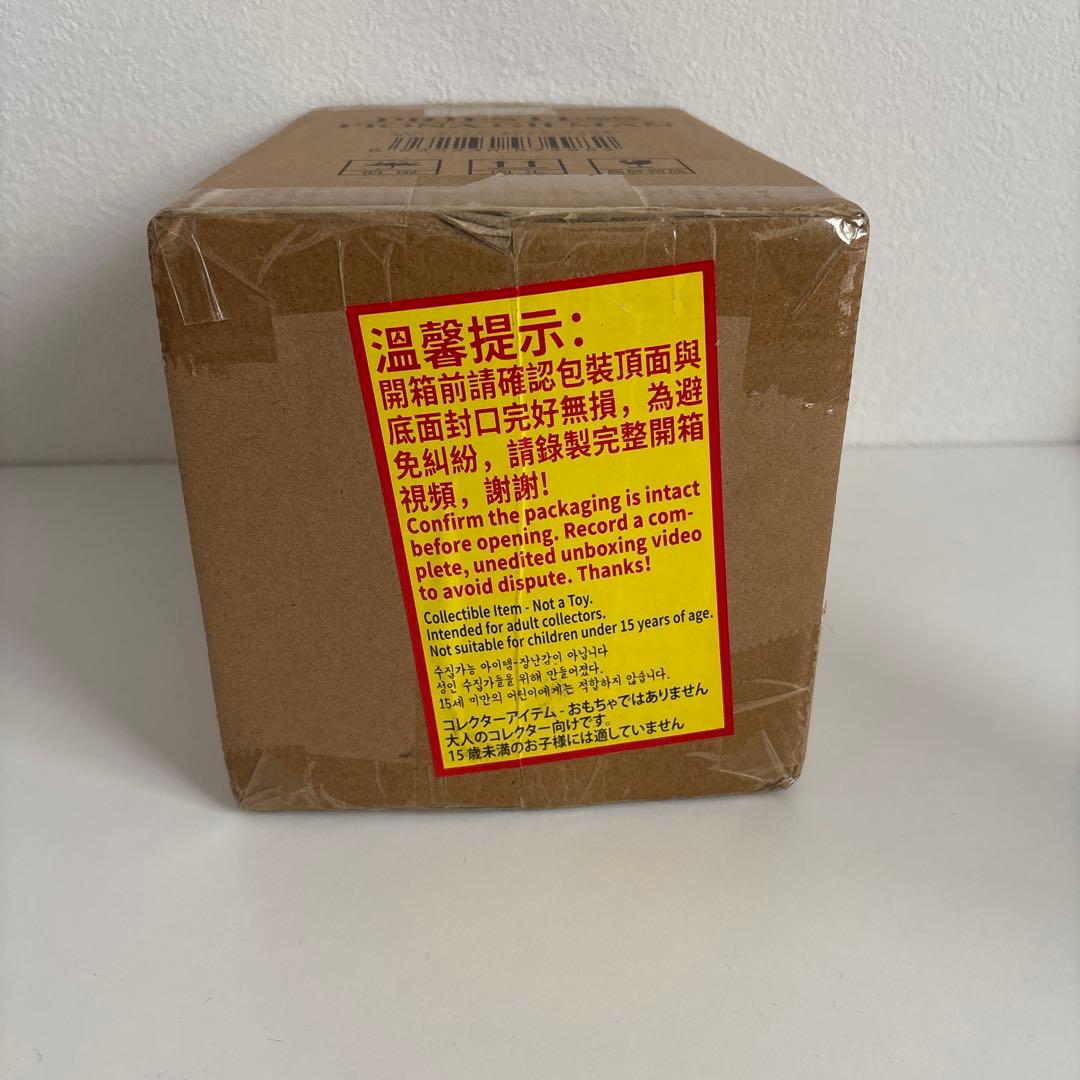 溫馨提示：
開箱前請確認包裝頂面與
底面封口完好無損，為避
免糾紛，請錄製完整開箱
視頻，謝謝！
Confirm the packaging is intact
before opening. Record a com-
plete, unedited unboxing video
to avoid dispute. Thanks!
Collectible Item - Not a Toy.
Intended for adult collectors.
Not suitable for children under 15 years of age.
수집가능 아이템-장난감이 아닙니다
성인 수집가들을 위해 만들어졌다.
15세 미만의 어린이에게는 적합하지 않습니다.
コレクターアイテム - おもちゃではありません
大人のコレクター向けです。
15 歳未満のお子様には適していません